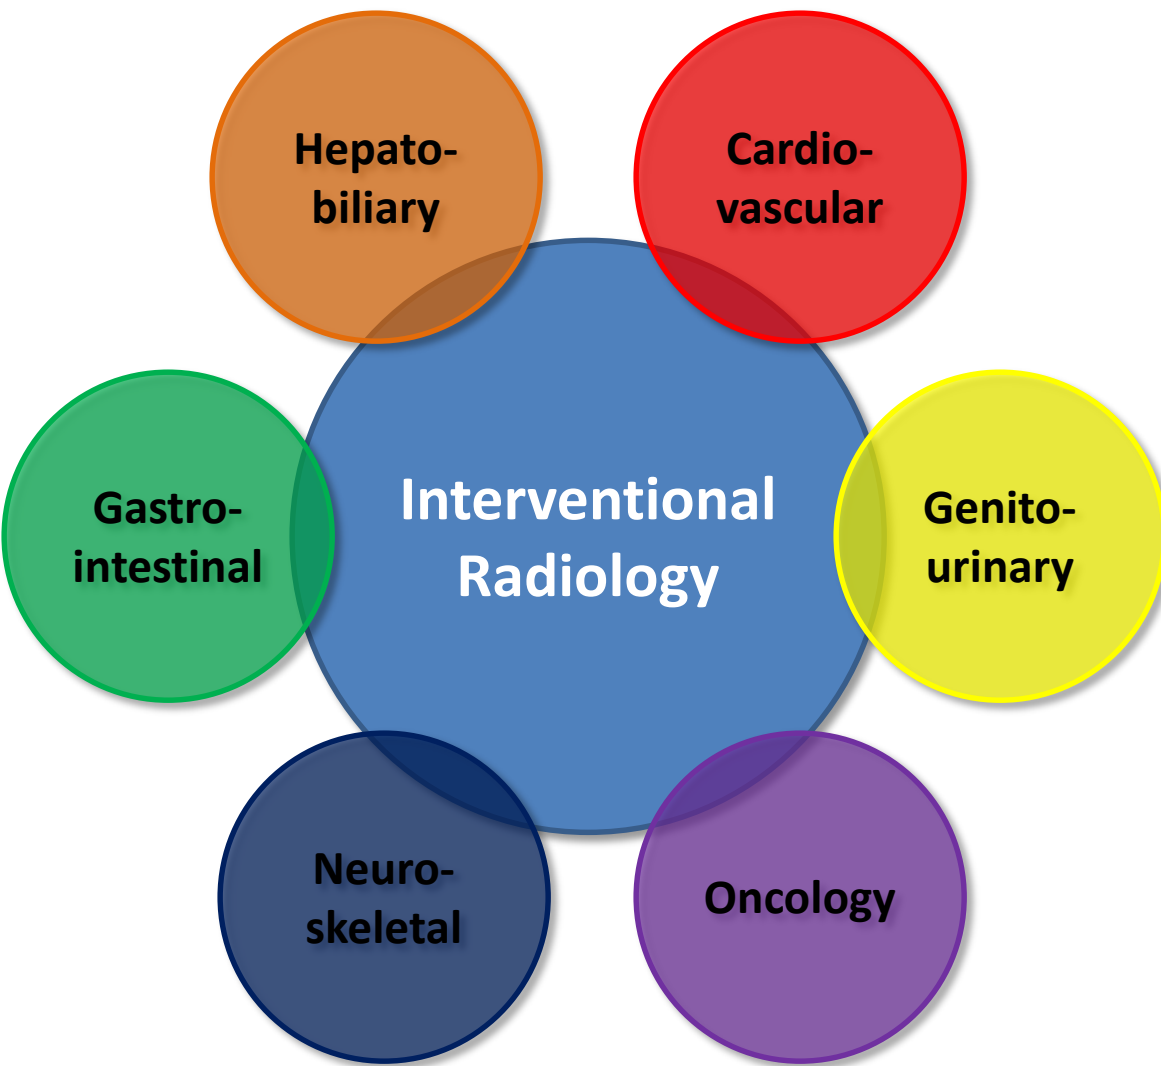 Hepato-
biliary
Cardio-
vascular
Gastro-
intestinal
Interventional
Radiology
Genito-
urinary
Neuro-
skeletal
Oncology